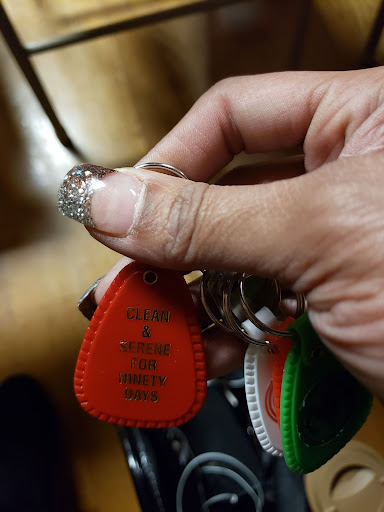 CLEAN
&
SERENE
FOR
NINETY
DAYS